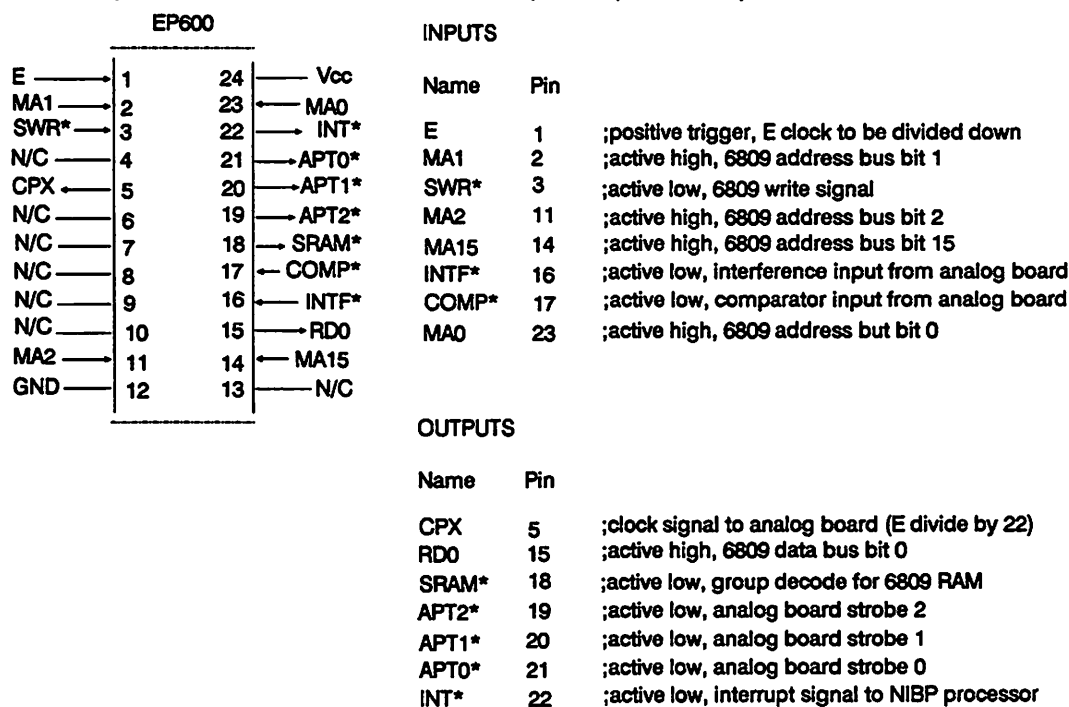 EP600
E 1 24 Vcc
MA1 2 23 MA0
SWR* 3 22 INT*
N/C 4 21 APT0*
CPX 5 20 APT1*
N/C 6 19 APT2*
N/C 7 18 SRAM*
N/C 8 17 COMP*
N/C 9 16 INTF*
N/C 10 15 RD0
MA2 11 14 MA15
GND 12 13 N/C
INPUTS
Name Pin
E 1 ;positive trigger, E clock to be divided down
MA1 2 ;active high, 6809 address bus bit 1
SWR* 3 ;active low, 6809 write signal
MA2 11 ;active high, 6809 address bus bit 2
MA15 14 ;active high, 6809 address bus bit 15
INTF* 16 ;active low, interference input from analog board
COMP* 17 ;active low, comparator input from analog board
MA0 23 ;active high, 6809 address but bit 0
OUTPUTS
Name Pin
CPX 5 ;clock signal to analog board (E divide by 22)
RD0 15 ;active high, 6809 data bus bit 0
SRAM* 18 ;active low, group decode for 6809 RAM
APT2* 19 ;active low, analog board strobe 2
APT1* 20 ;active low, analog board strobe 1
APT0* 21 ;active low, analog board strobe 0
INT* 22 ;active low, interrupt signal to NIBP processor